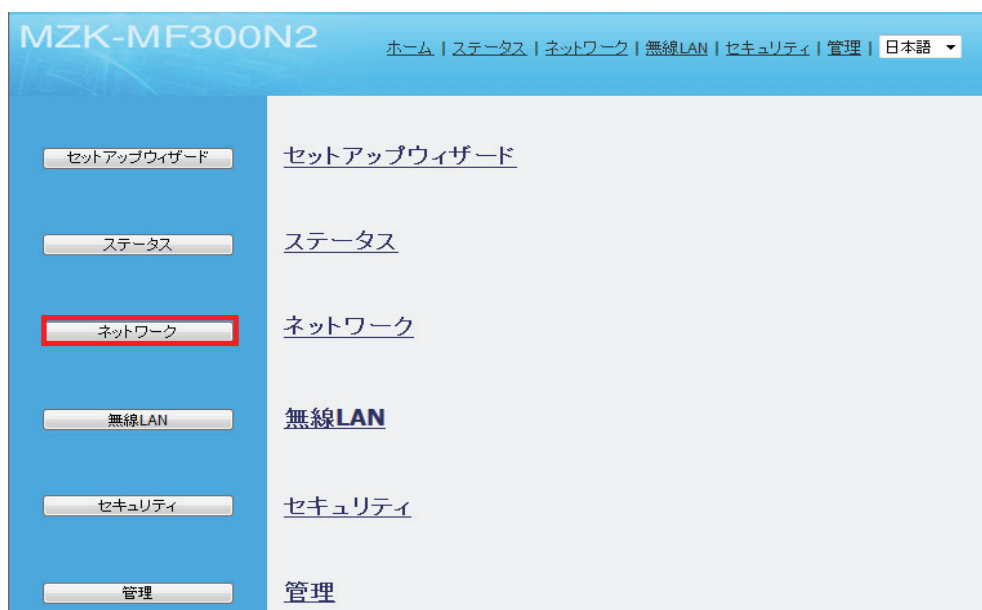 MZK-MF300N2
ホーム | ステータス | ネットワーク | 無線LAN | セキュリティ | 管理 | 日本語
セットアップウィザード セットアップウィザード
ステータス ステータス
ネットワーク ネットワーク
無線LAN 無線LAN
セキュリティ セキュリティ
管理 管理